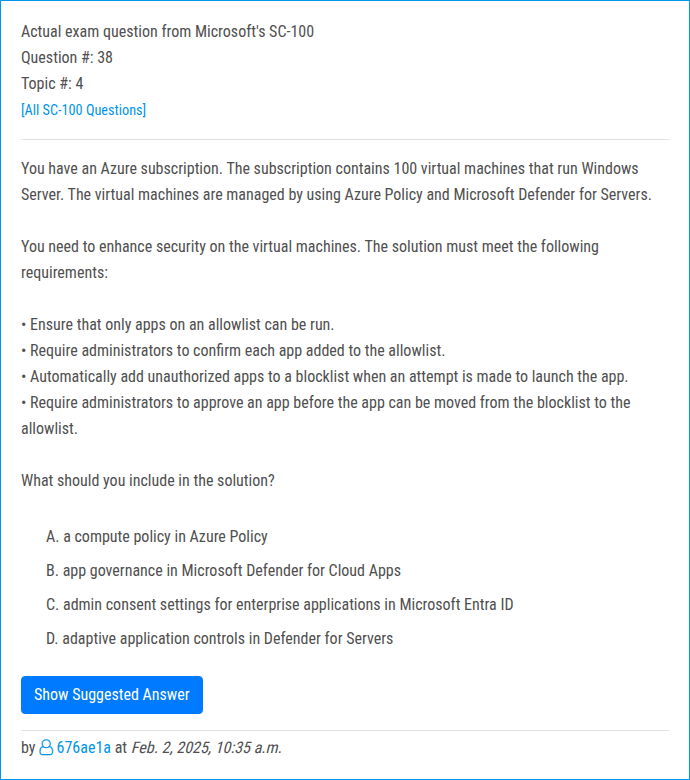 Actual exam question from Microsoft's SC-100
Question #: 38
Topic #: 4
[All SC-100 Questions]
You have an Azure subscription. The subscription contains 100 virtual machines that run Windows
Server. The virtual machines are managed by using Azure Policy and Microsoft Defender for Servers.
You need to enhance security on the virtual machines. The solution must meet the following
requirements:
• Ensure that only apps on an allowlist can be run.
• Require administrators to confirm each app added to the allowlist.
• Automatically add unauthorized apps to a blocklist when an attempt is made to launch the app.
• Require administrators to approve an app before the app can be moved from the blocklist to the
allowlist.
What should you include in the solution?
A. a compute policy in Azure Policy
B. app governance in Microsoft Defender for Cloud Apps
C. admin consent settings for enterprise applications in Microsoft Entra ID
D. adaptive application controls in Defender for Servers
Show Suggested Answer
by 676ae1a at Feb. 2, 2025, 10:35 a.m.